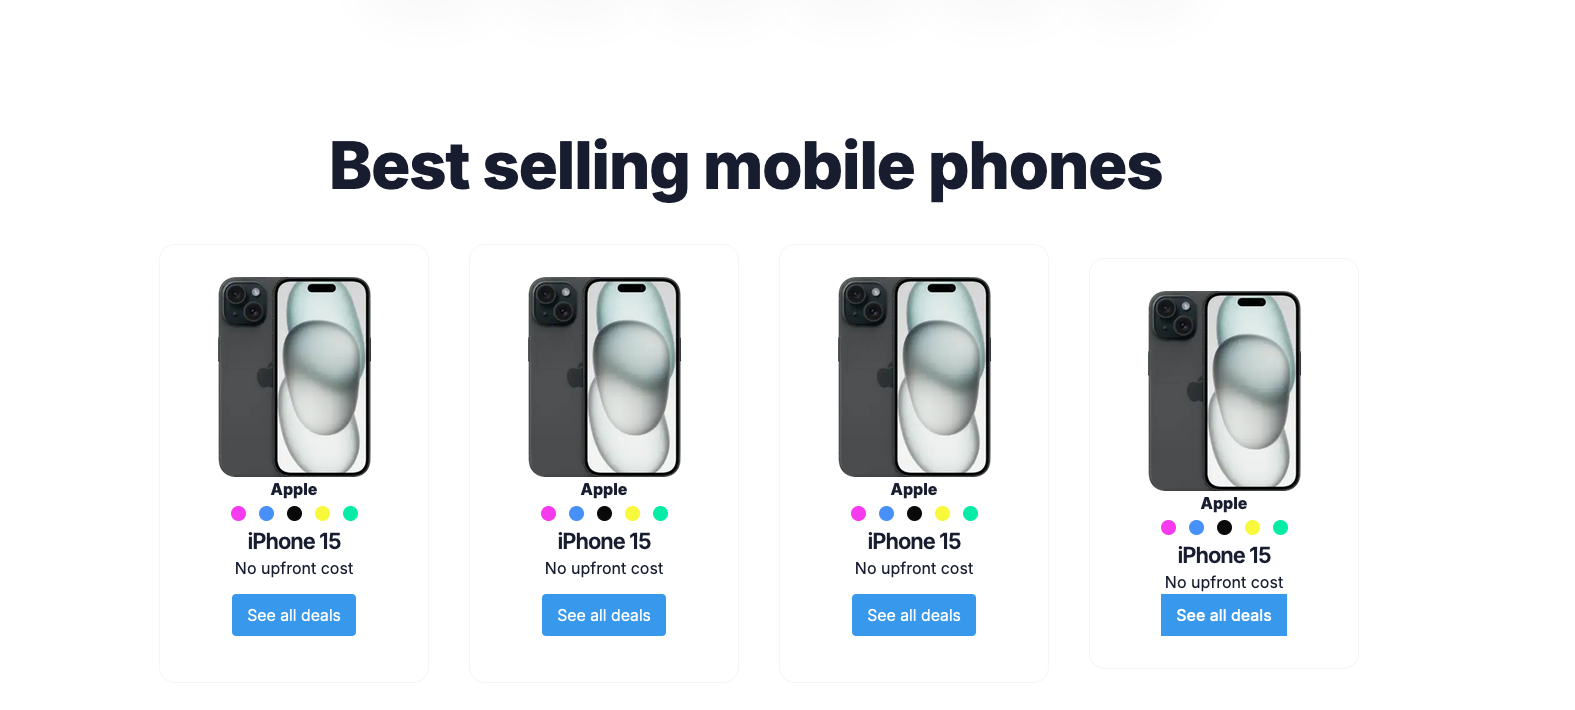 Best selling mobile phones
Apple
iPhone 15
No upfront cost
See all deals
Apple
iPhone 15
No upfront cost
See all deals
Apple
iPhone 15
No upfront cost
See all deals
Apple
iPhone 15
No upfront cost
See all deals